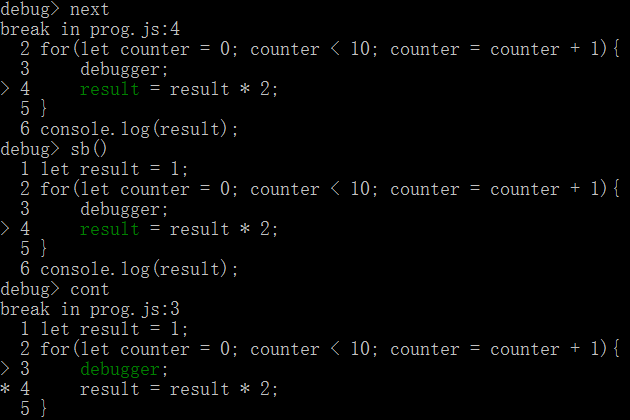 debug> next
break in prog.js:4
  2 for(let counter = 0; counter < 10; counter = counter + 1){
  3     debugger;
> 4     result = result * 2;
  5 }
  6 console.log(result);
debug> sb()
  1 let result = 1;
  2 for(let counter = 0; counter < 10; counter = counter + 1){
  3     debugger;
> 4     result = result * 2;
  5 }
  6 console.log(result);
debug> cont
break in prog.js:3
  1 let result = 1;
  2 for(let counter = 0; counter < 10; counter = counter + 1){
> 3     debugger;
* 4     result = result * 2;
  5 }